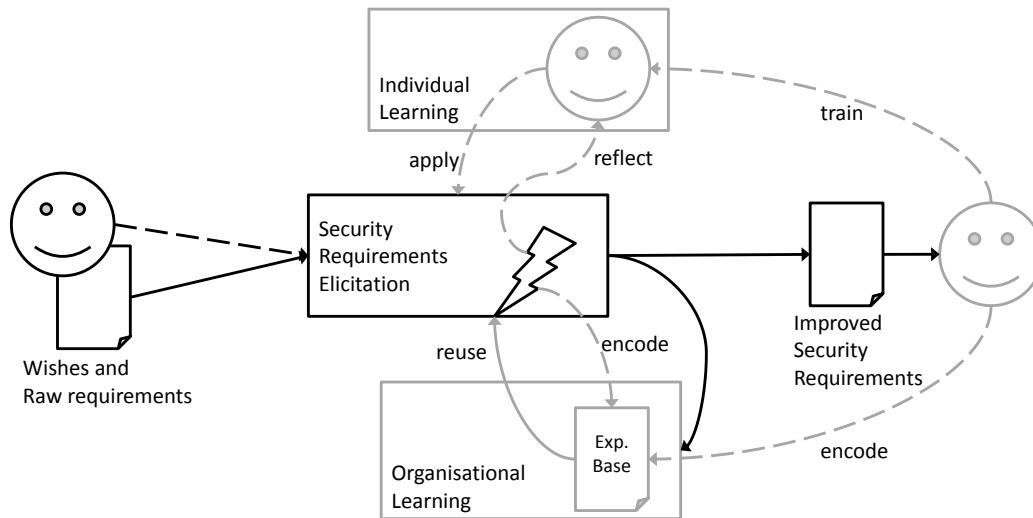 Individual
Learning
train
apply
reflect
Security
Requirements
Elicitation
Wishes and
Raw requirements
reuse
encode
Improved
Security
Requirements
Exp.
Base
Organisational
Learning
encode